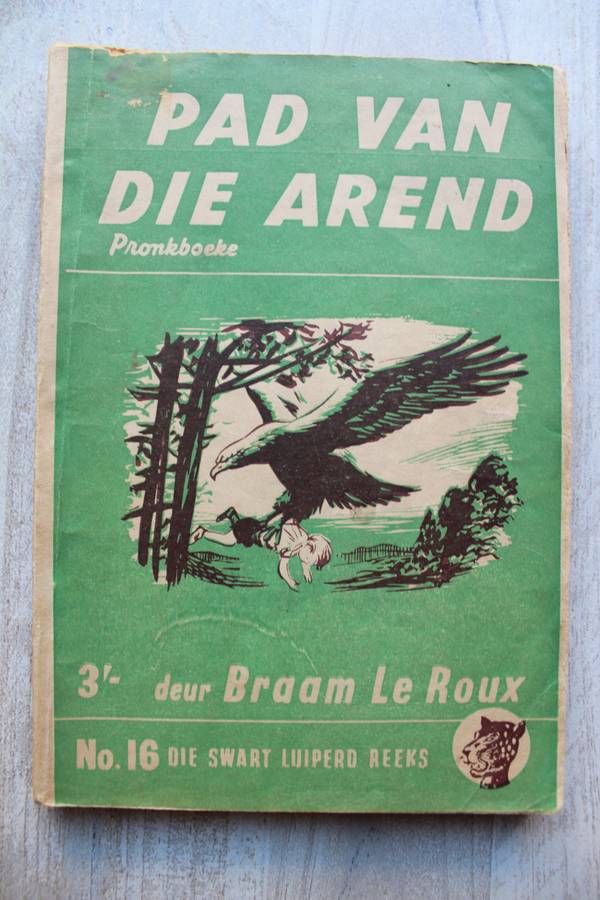 PAD VAN
DIE AREND
Pronkboeke
3'- deur Braam Le Roux
No. 16 DIE SWART LUIPERD REEKS